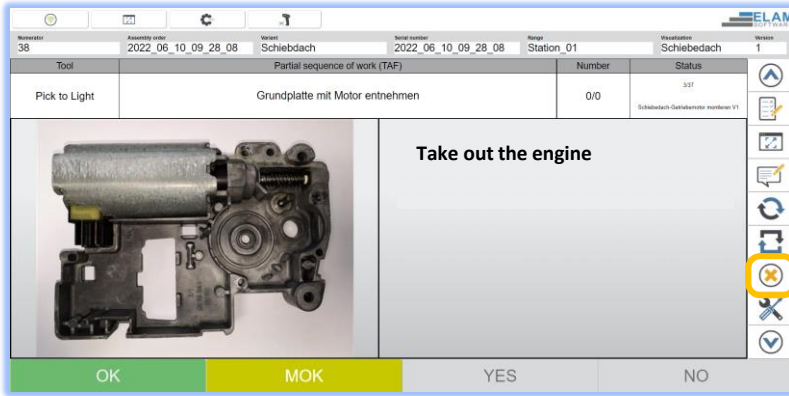 ELAM
SOFTWARE
Numerator
38
Assembly order
2022_06_10_09_28_08
Variant
Schiebdach
Serial number
2022_06_10_09_28_08
Range
Station_01
Visualization
Schiebedach
Version
1
Tool
Partial sequence of work (TAF)
Number
Status
Pick to Light
Grundplatte mit Motor entnehmen
0/0
3/37
Schiebedach-Getriebemotor montieren V1
Take out the engine
OK
MOK
YES
NO